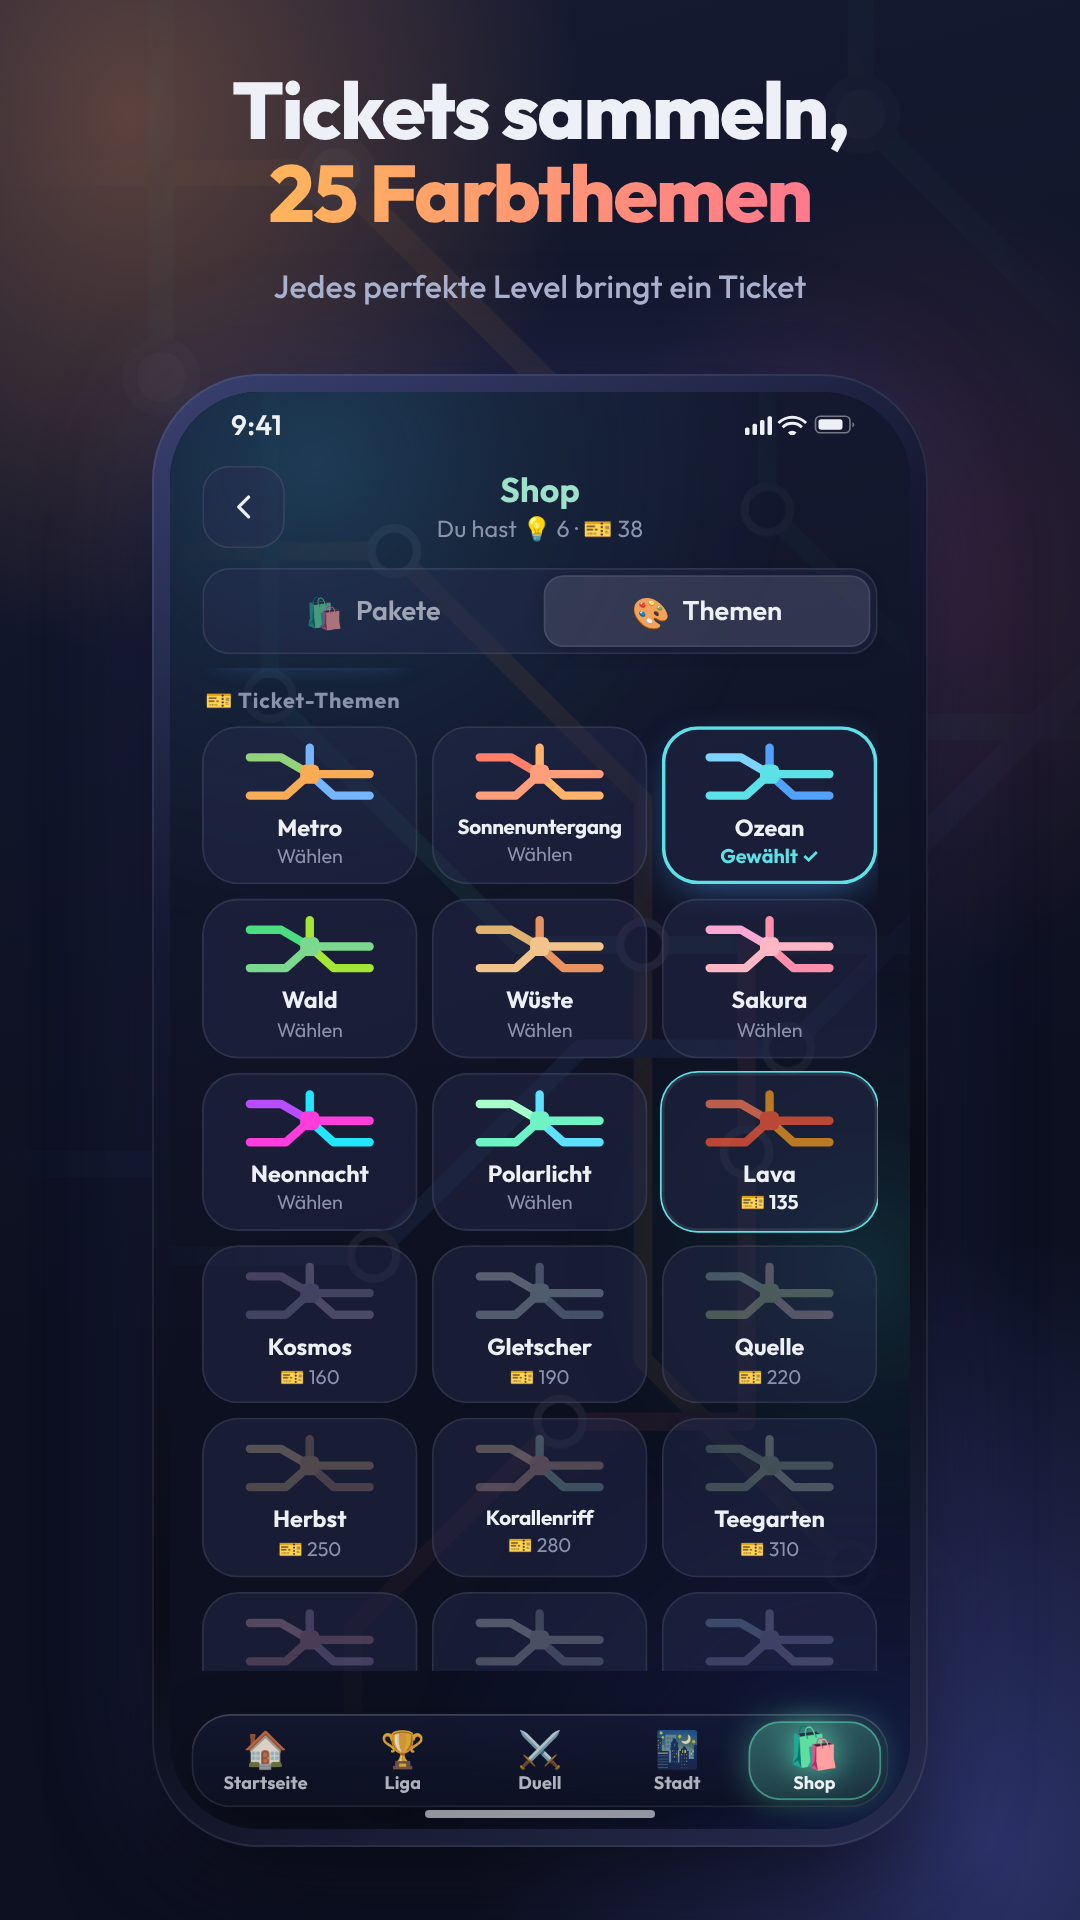 Tickets sammeln,
25 Farbthemen
Jedes perfekte Level bringt ein Ticket
9:41
Shop
Du hast 💡 6 · 🎫 38
🛍️ Pakete
🎨 Themen
🎫 Ticket-Themen
Metro
Wählen
Sonnenuntergang
Wählen
Ozean
Gewählt ✓
Wald
Wählen
Wüste
Wählen
Sakura
Wählen
Neonnacht
Wählen
Polarlicht
Wählen
Lava
🎫 135
Kosmos
🎫 160
Gletscher
🎫 190
Quelle
🎫 220
Herbst
🎫 250
Korallenriff
🎫 280
Teegarten
🎫 310
Startseite
Liga
Duell
Stadt
Shop